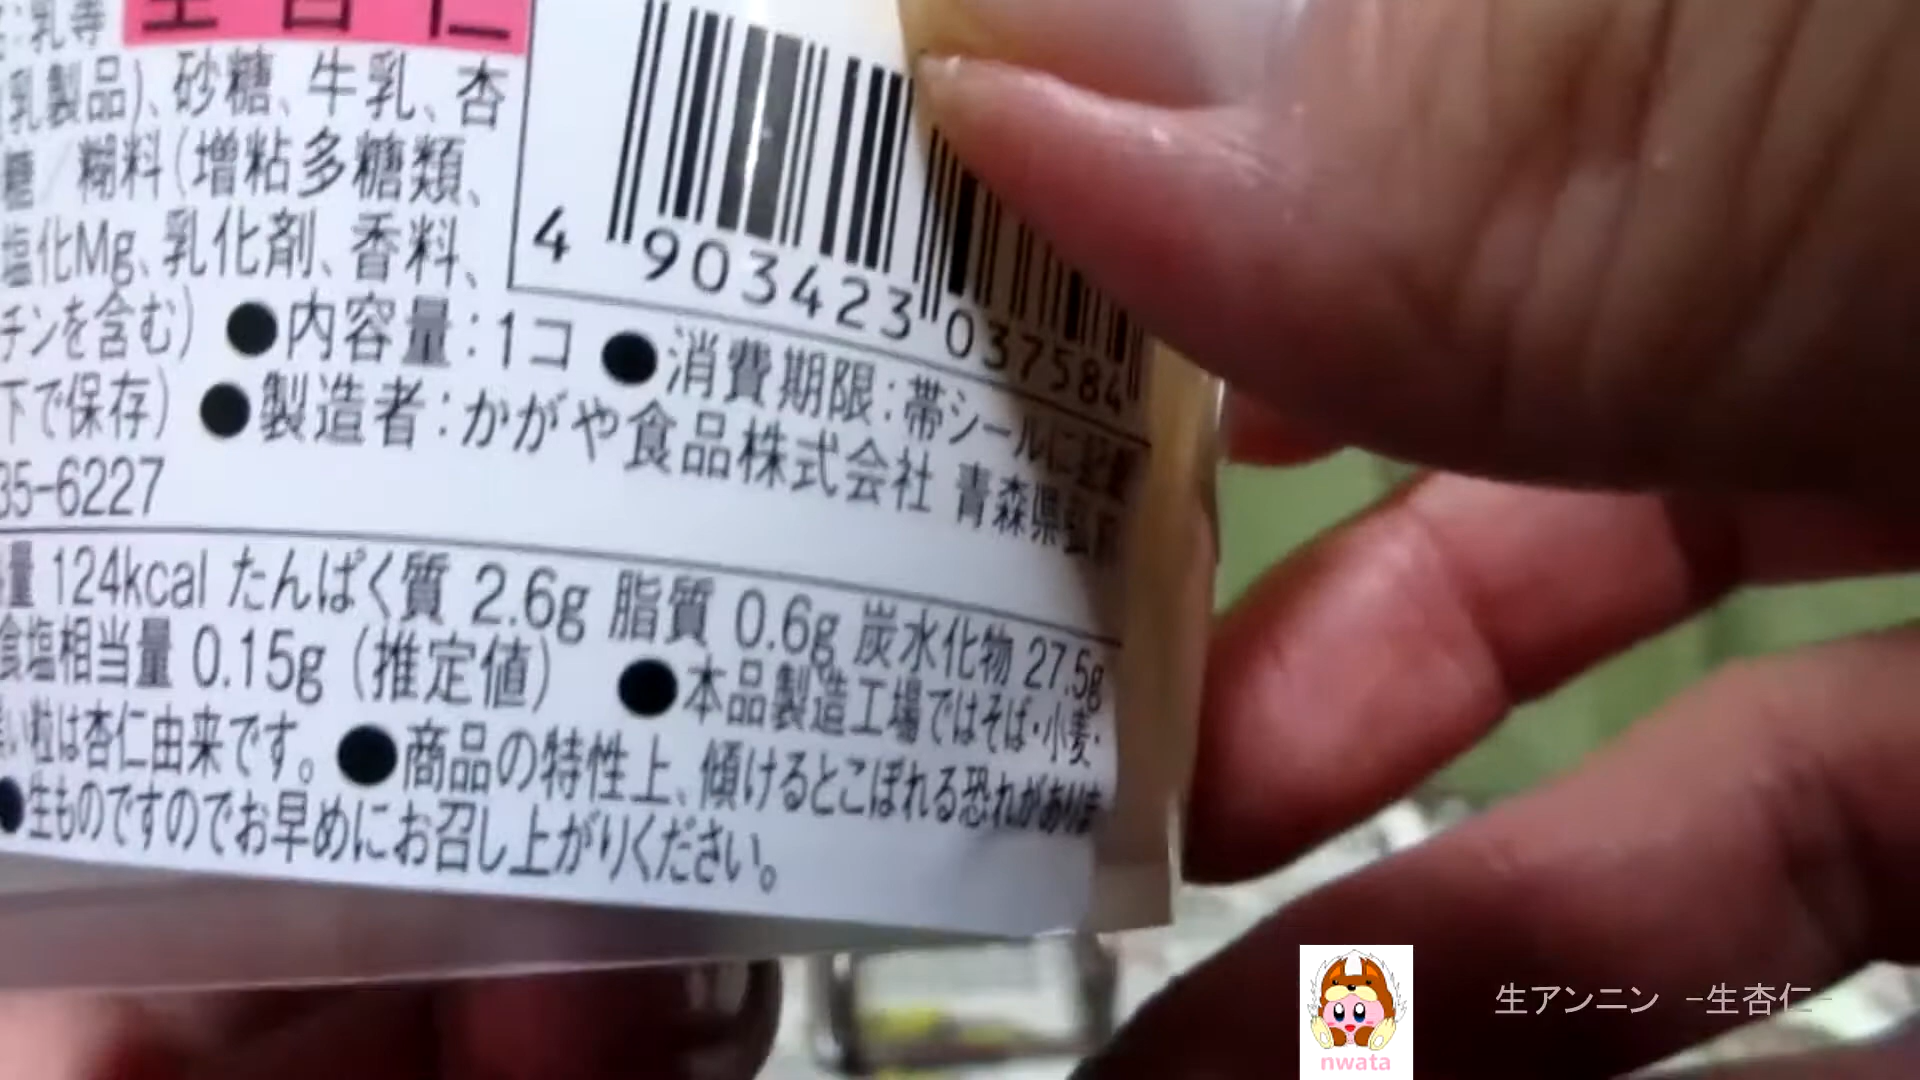 :乳等
生杏仁
乳製品)、砂糖、牛乳、杏
糖/糊料(増粘多糖類、
塩化Mg、乳化剤、香料、
チンを含む) ●内容量:1コ ●消費期限:帯シールに記載
下で保存) ●製造者:かがや食品株式会社 青森県弘前
35-6227
4 903423 037584
量 124kcal たんぱく質 2.6g 脂質 0.6g 炭水化物 27.5g
食塩相当量 0.15g (推定値) ●本品製造工場ではそば・小麦・
い粒は杏仁由来です。●商品の特性上、傾けるとこぼれる恐れがありま
●生ものですのでお早めにお召し上がりください。
nwata
生アンニン -生杏仁-